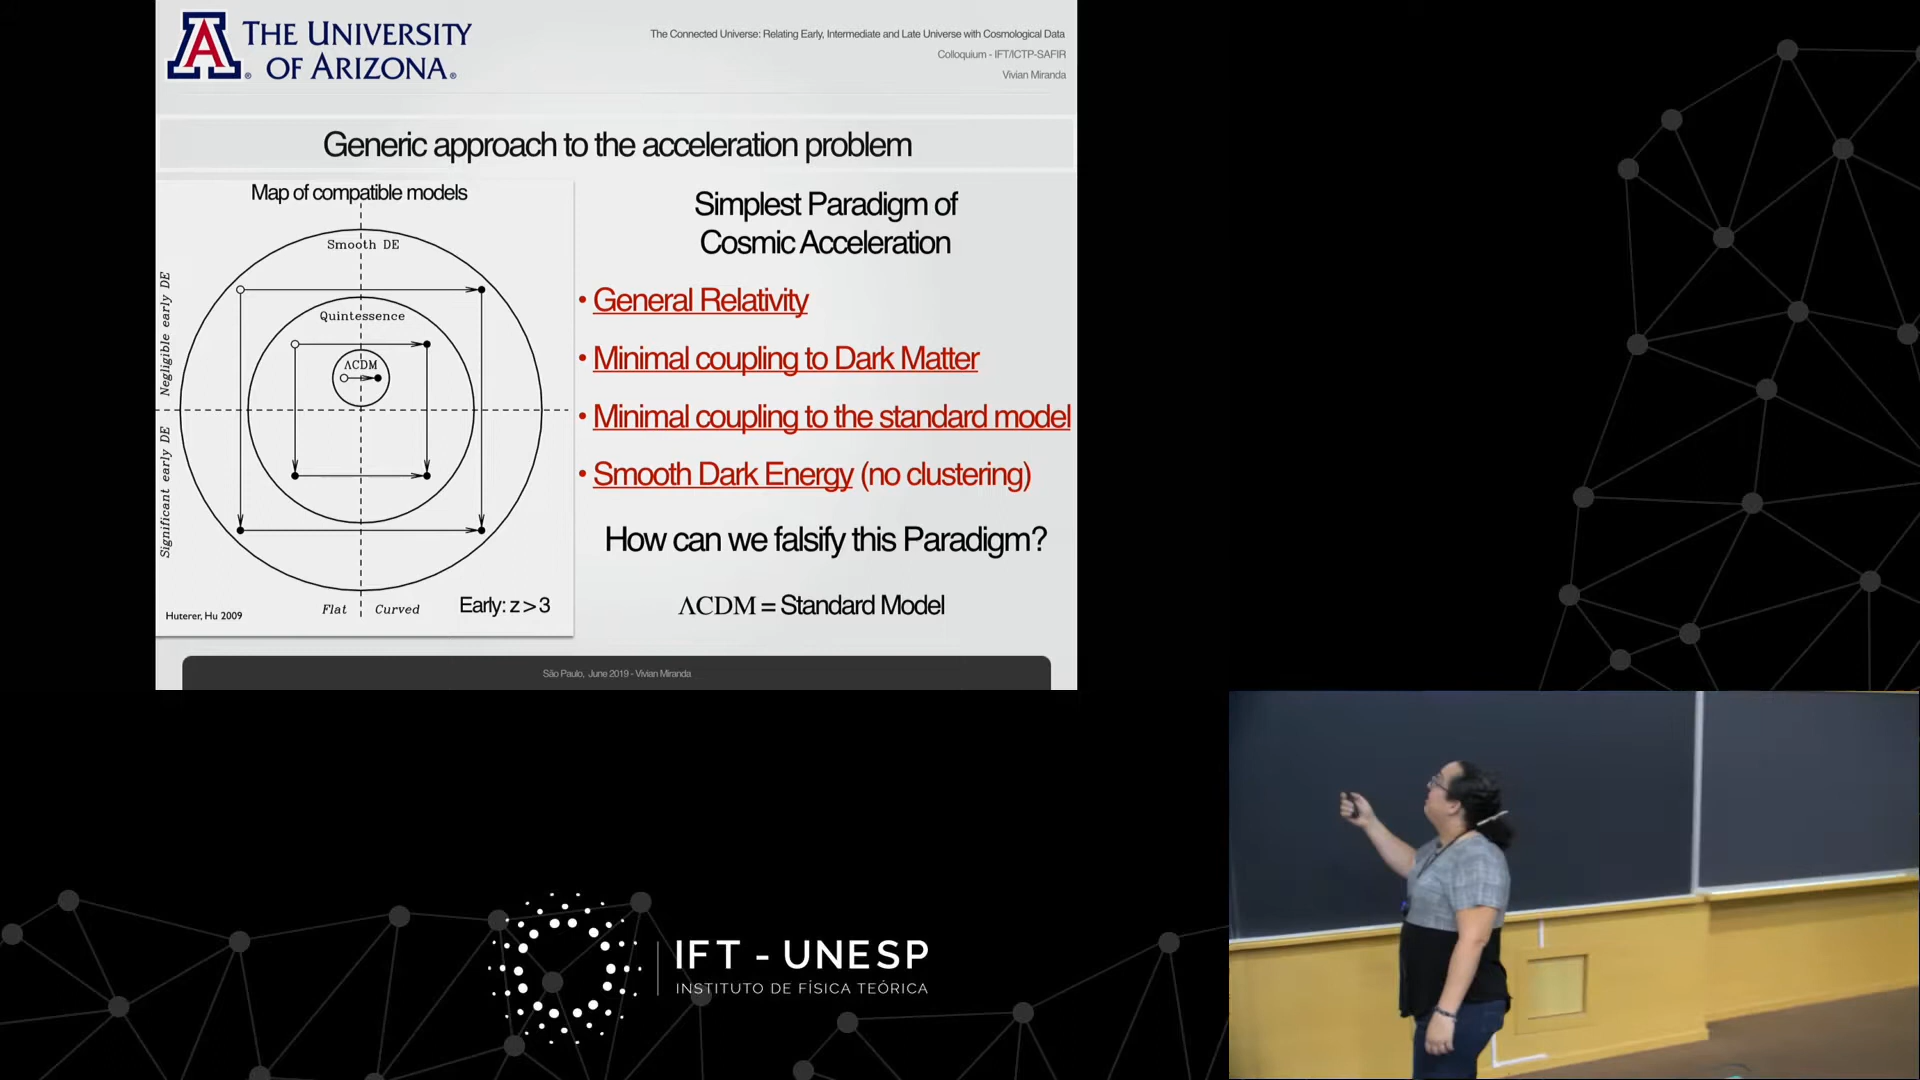 THE UNIVERSITY
OF ARIZONA.
The Connected Universe: Relating Early, Intermediate and Late Universe with Cosmological Data
Colloquium - IFT/ICTP-SAFIR
Vivian Miranda
Generic approach to the acceleration problem
Map of compatible models
Smooth DE
Quintessence
ΛCDM
Negligible early DE
Significant early DE
Flat
Curved
Early: z > 3
Huterer, Hu 2009
Simplest Paradigm of
Cosmic Acceleration
• General Relativity
• Minimal coupling to Dark Matter
• Minimal coupling to the standard model
• Smooth Dark Energy (no clustering)
How can we falsify this Paradigm?
ΛCDM = Standard Model
São Paulo, June 2019 - Vivian Miranda
IFT - UNESP
INSTITUTO DE FÍSICA TEÓRICA